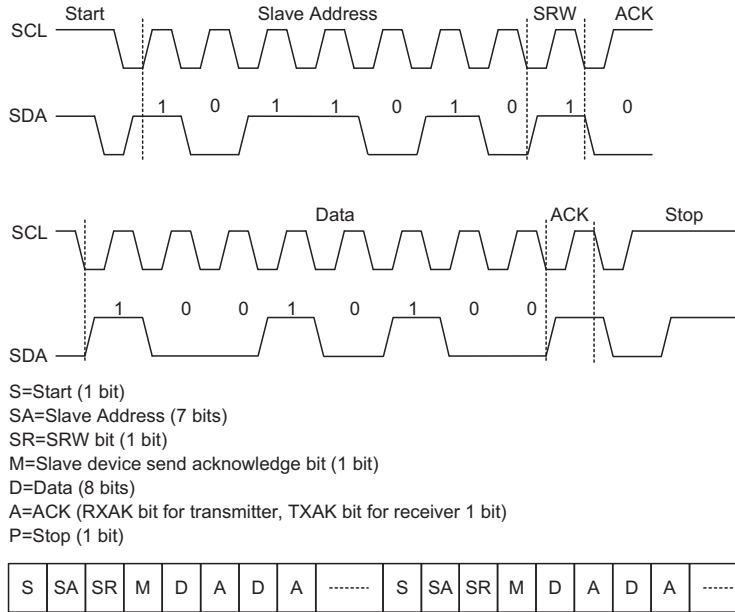 Start Slave Address SRW ACK
SCL
1 0 1 1 0 1 0 1 0
SDA
Data ACK Stop
SCL
1 0 0 1 0 1 0 0
SDA
S=Start (1 bit)
SA=Slave Address (7 bits)
SR=SRW bit (1 bit)
M=Slave device send acknowledge bit (1 bit)
D=Data (8 bits)
A=ACK (RXAK bit for transmitter, TXAK bit for receiver 1 bit)
P=Stop (1 bit)
S SA SR M D A D A S SA SR M D A D A